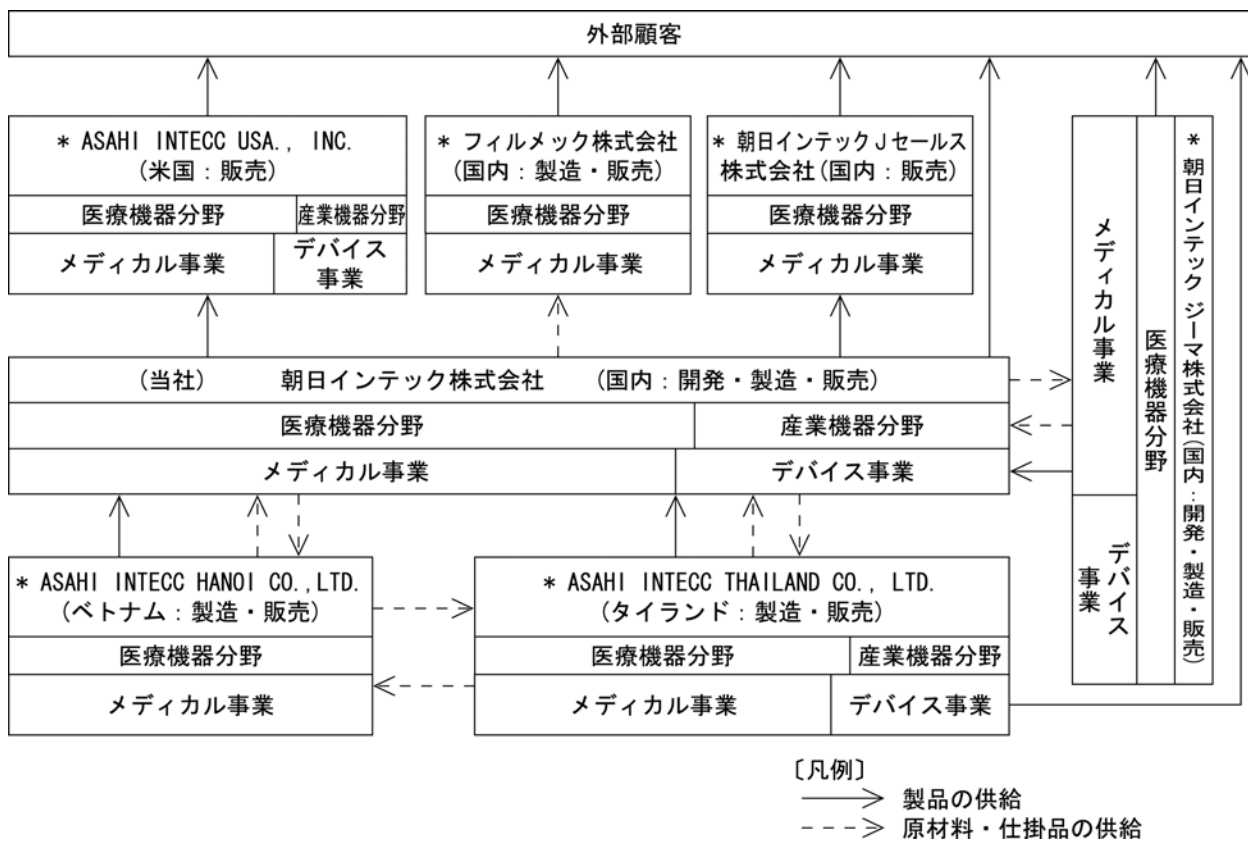 外部顧客
* ASAHI INTECC USA., INC.
(米国：販売)
医療機器分野
産業機器分野
メディカル事業
デバイス
事業
* フィルメック株式会社
(国内：製造・販売)
医療機器分野
メディカル事業
* 朝日インテックJセールス
株式会社(国内：販売)
医療機器分野
メディカル事業
* 朝日インテック ジーマ株式会社(国内：開発・製造・販売)
医療機器分野
メディカル事業
デバイス
事業
(当社) 朝日インテック株式会社 (国内：開発・製造・販売)
医療機器分野
産業機器分野
メディカル事業
デバイス事業
* ASAHI INTECC HANOI CO.,LTD.
(ベトナム：製造・販売)
医療機器分野
メディカル事業
* ASAHI INTECC THAILAND CO., LTD.
(タイランド：製造・販売)
医療機器分野
産業機器分野
メディカル事業
デバイス事業
〔凡例〕
製品の供給
原材料・仕掛品の供給